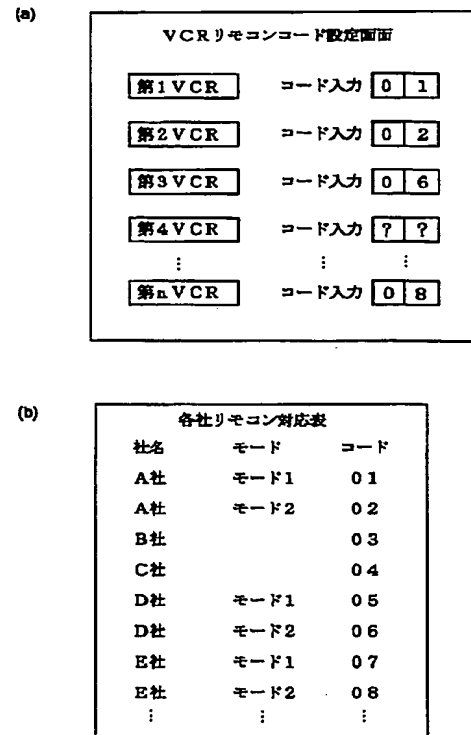 (a)
VCRリモコンコード設定画面
第1VCR コード入力 0 1
第2VCR コード入力 0 2
第3VCR コード入力 0 6
第4VCR コード入力 ? ?
⋮ ⋮ ⋮
第nVCR コード入力 0 8
(b)
各社リモコン対応表
社名 モード コード
A社 モード1 01
A社 モード2 02
B社 03
C社 04
D社 モード1 05
D社 モード2 06
E社 モード1 07
E社 モード2 08
⋮ ⋮ ⋮